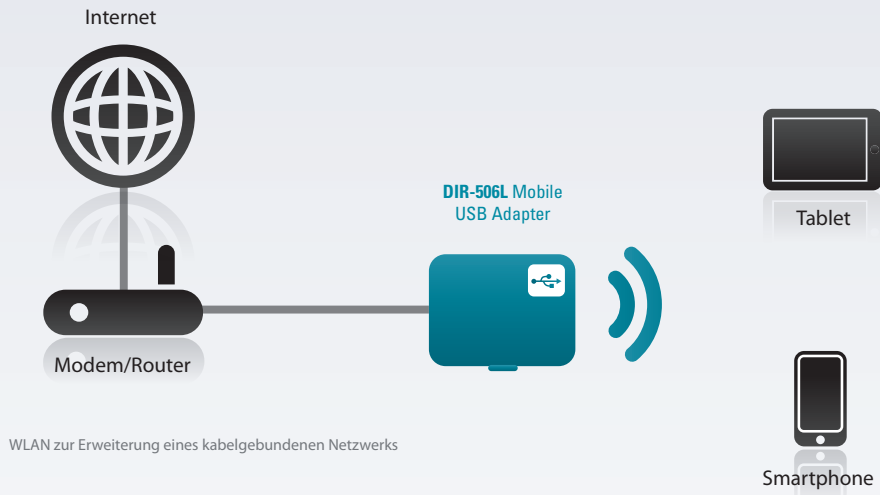 Internet
DIR-506L Mobile
USB Adapter
Tablet
Modem/Router
WLAN zur Erweiterung eines kabelgebundenen Netzwerks
Smartphone